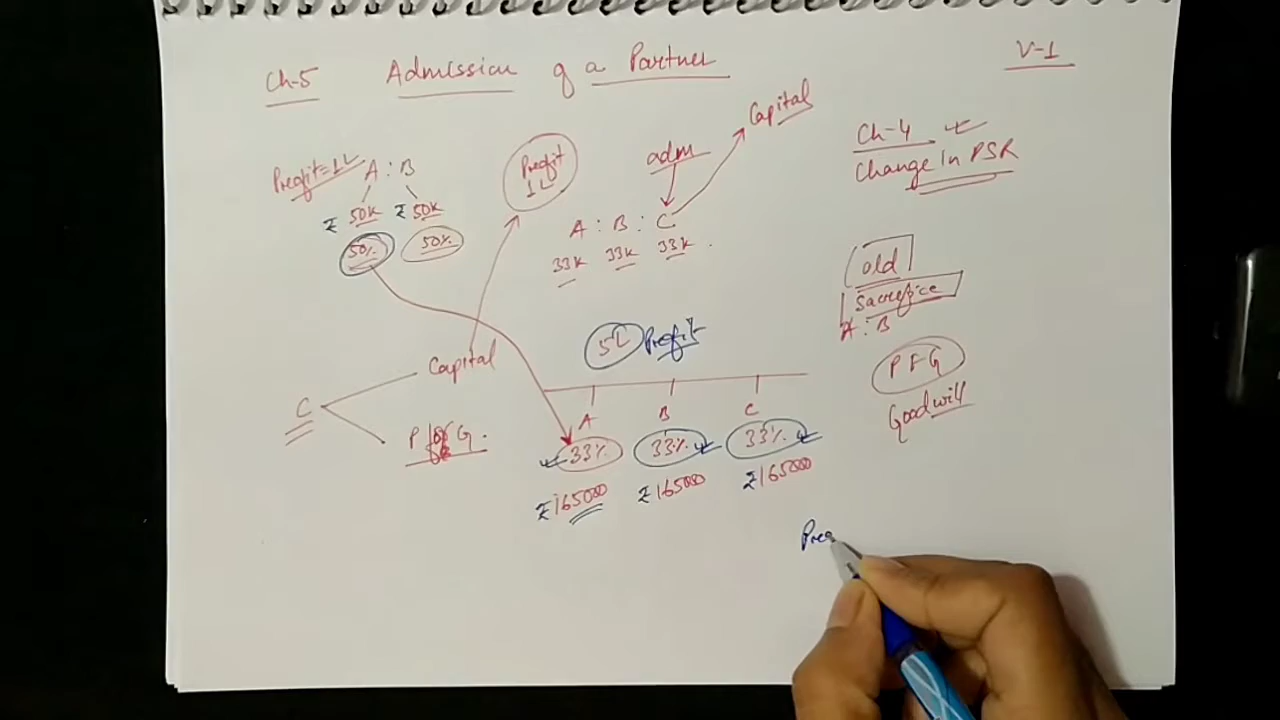 Ch-5 Admission of a Partner V-1
Capital
Ch-4
Change in PSR
Profit=1L A : B
₹ 50K ₹ 50K
50% 50%
Profit
1L
adm
A : B : C
33K 33K 33K
old
Sacrifice
A : B
5L Profit
Capital
C
P for G.
PFG
Goodwill
A B C
33% 33% 33%
₹165000 ₹165000 ₹165000